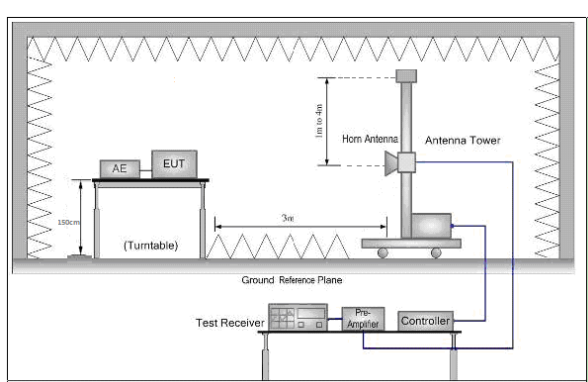 1m to 4m
Horn Antenna
Antenna Tower
AE
EUT
150cm
3m
(Turntable)
Ground Reference Plane
Test Receiver
Pre-
Amplifier
Controller